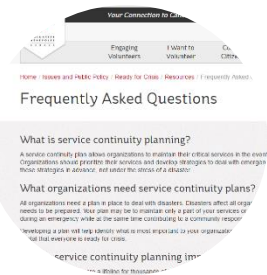 Your Connection to
Engaging
Volunteers
I Want to
Volunteer
Home / Issues and Public Policy / Ready for Crisis / Resources / Frequently Asked
Frequently Asked Questions
What is service continuity planning?
A service continuity plan allows organizations to maintain their critical services in the event
Organizations should prioritize their services and develop strategies to deal with
these strategies in advance, not under the stress of a disaster.
What organizations need service continuity plans?
All organizations need a plan in place to deal with disasters. Disasters affect all
needs to be prepared. Your plan may be to maintain only a part of your services or
during an emergency while at the same time contributing to a community
Developing a plan will help identify what is most important to your
that everyone is ready for crisis.
service continuity planning
a lifeline for